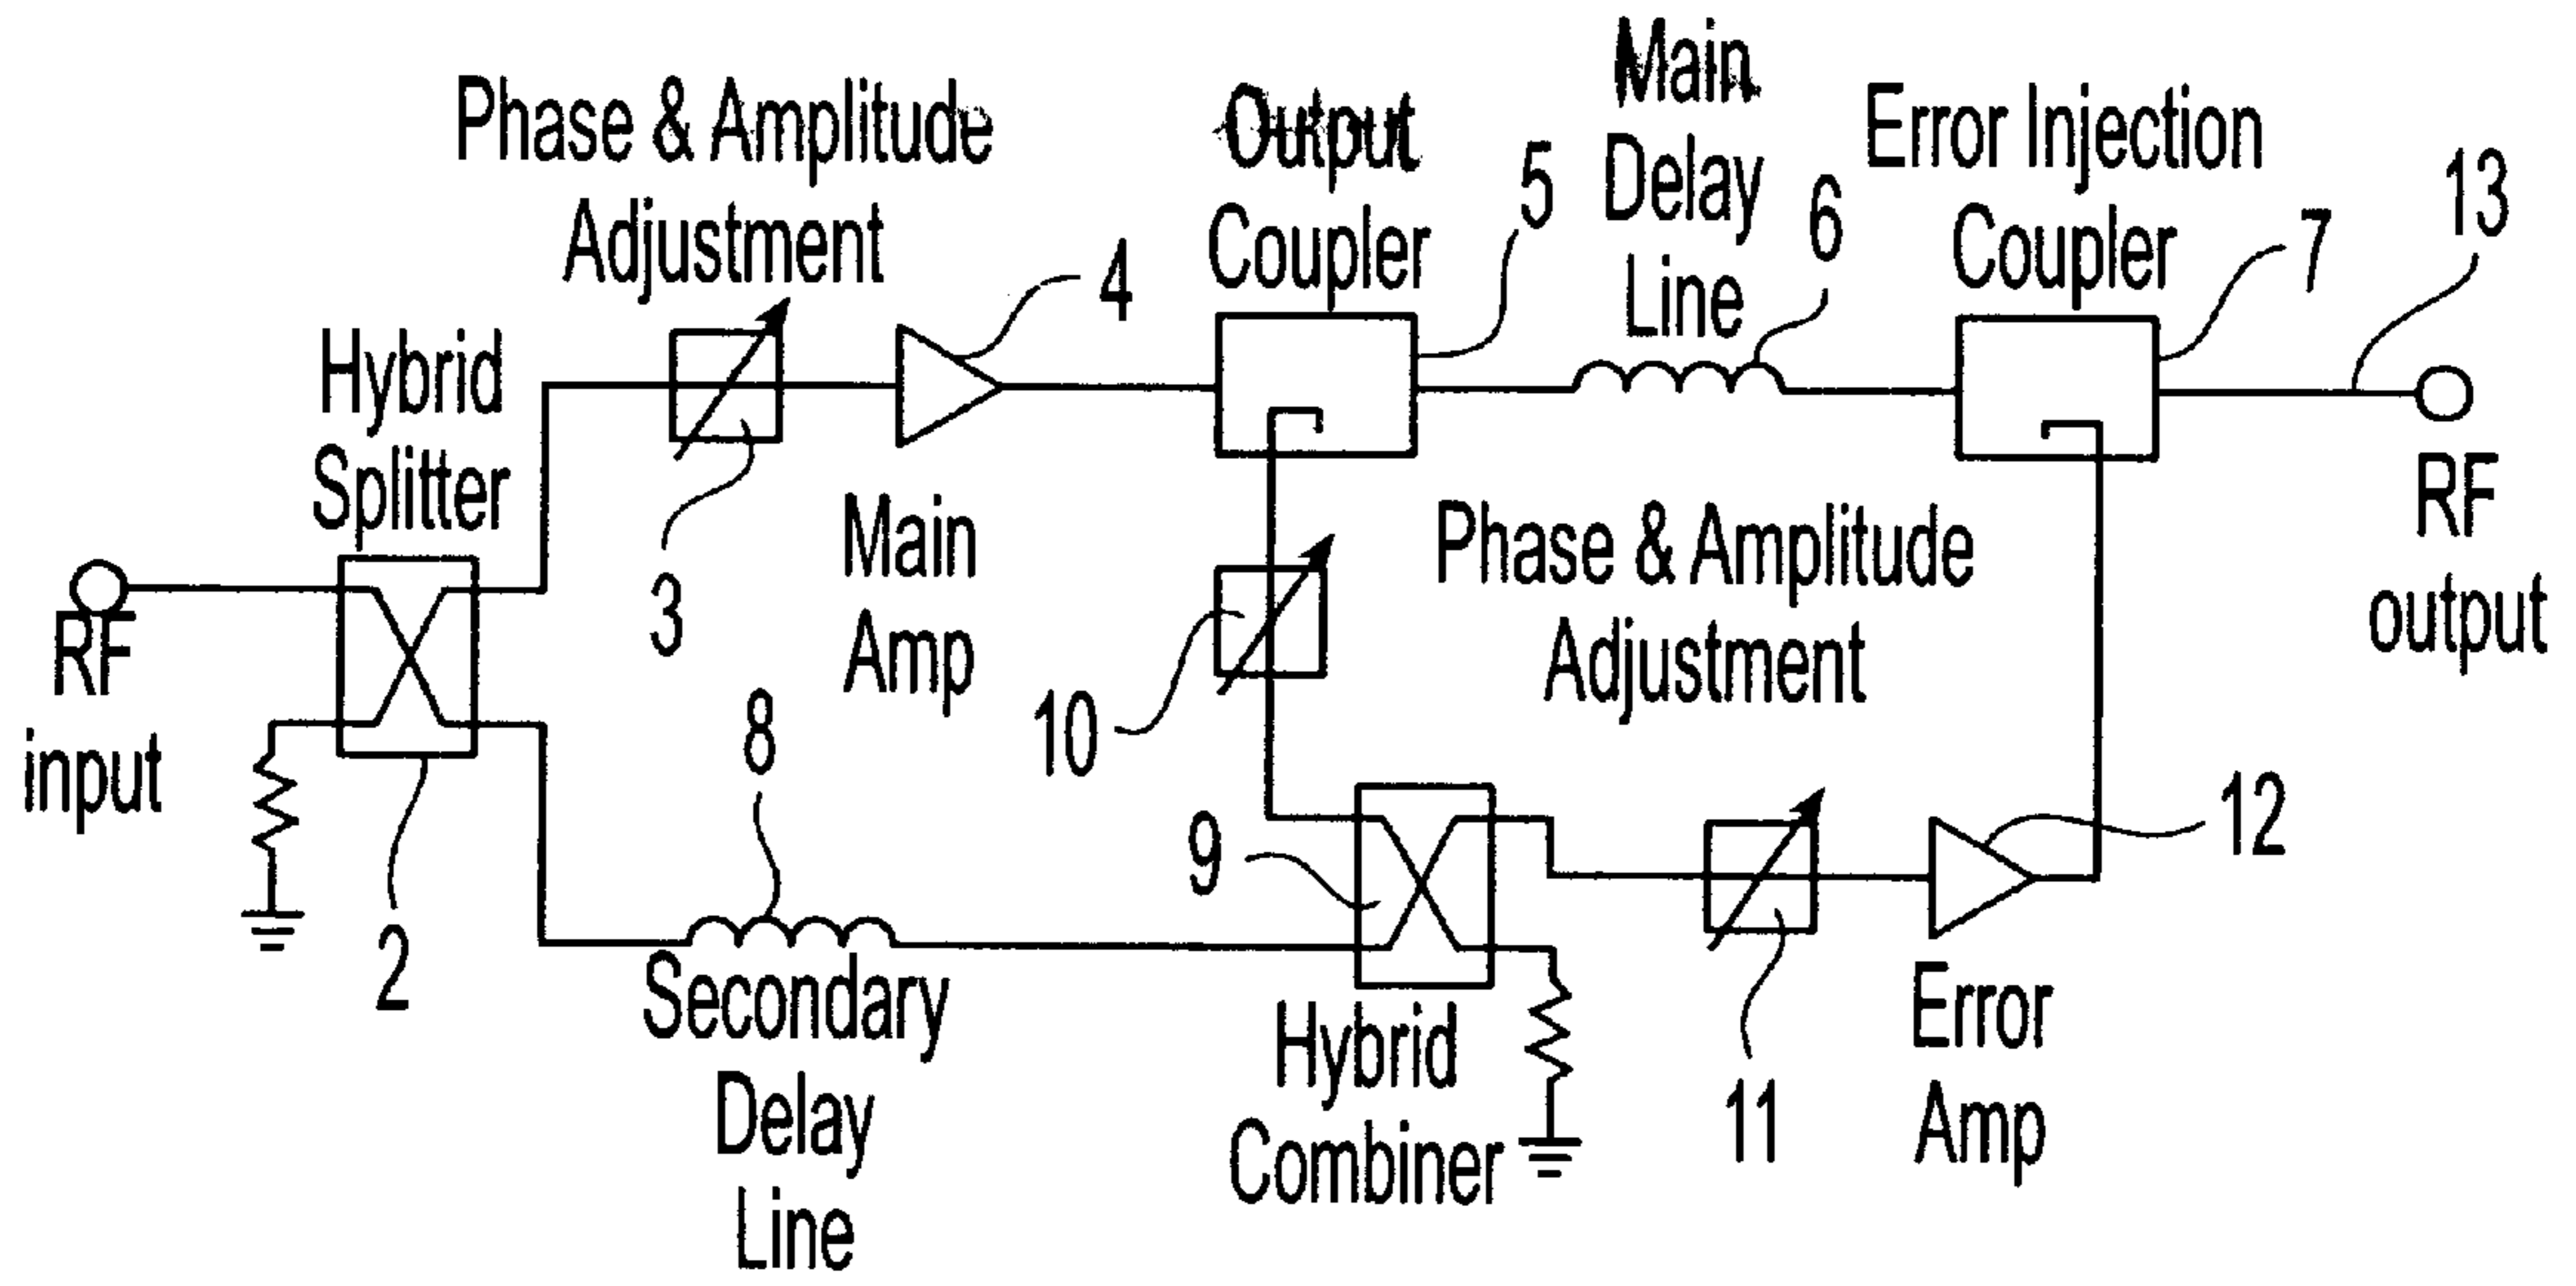 Phase & Amplitude
Adjustment
3
4
Main
Amp
Output
Coupler
5
Main
Delay
Line
6
Error Injection
Coupler
7
13
RF
output
Hybrid
Splitter
RF
input
2
8
Secondary
Delay
Line
10
Phase & Amplitude
Adjustment
9
Hybrid
Combiner
11
12
Error
Amp